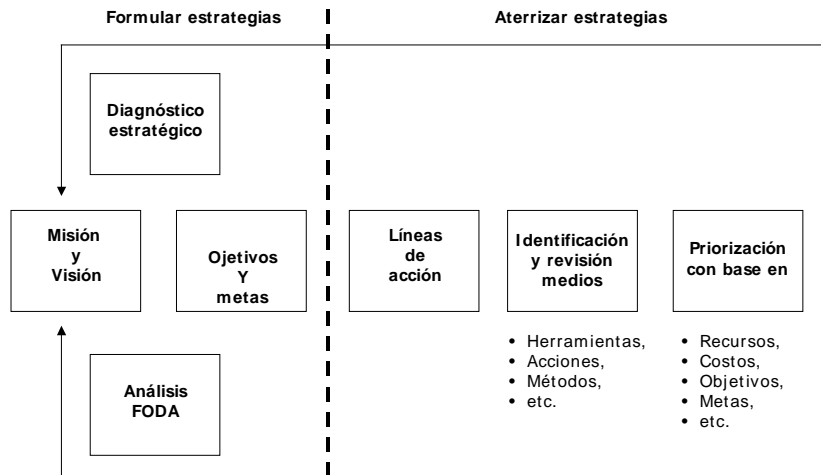 Formular estrategias
Aterrizar estrategias
Diagnóstico
estratégico
Misión
y
Visión
Ojetivos
Y
metas
Líneas
de
acción
Identificación
y revisión
medios
Priorización
con base en
• Herramientas,
• Acciones,
• Métodos,
• etc.
• Recursos,
• Costos,
• Objetivos,
• Metas,
• etc.
Análisis
FODA